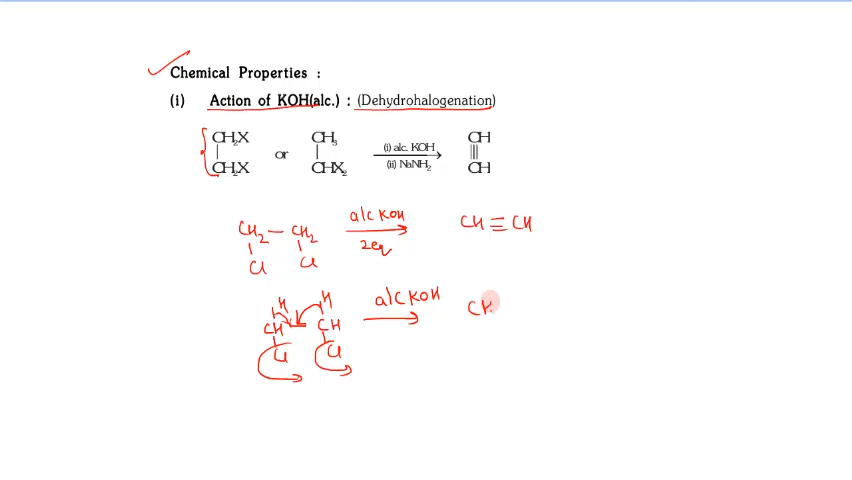 Chemical Properties :
(i) Action of KOH(alc.) : (Dehydrohalogenation)
CH₂X CH₃ (i) alc. KOH CH
| or | ⟶ |||
CH₂X CHX₂ (ii) NaNH₂ CH
CH₂ — CH₂ alc KOH CH ≡ CH
Cl Cl 2eq
H H alc KOH
CH — CH ⟶ CH
Cl Cl